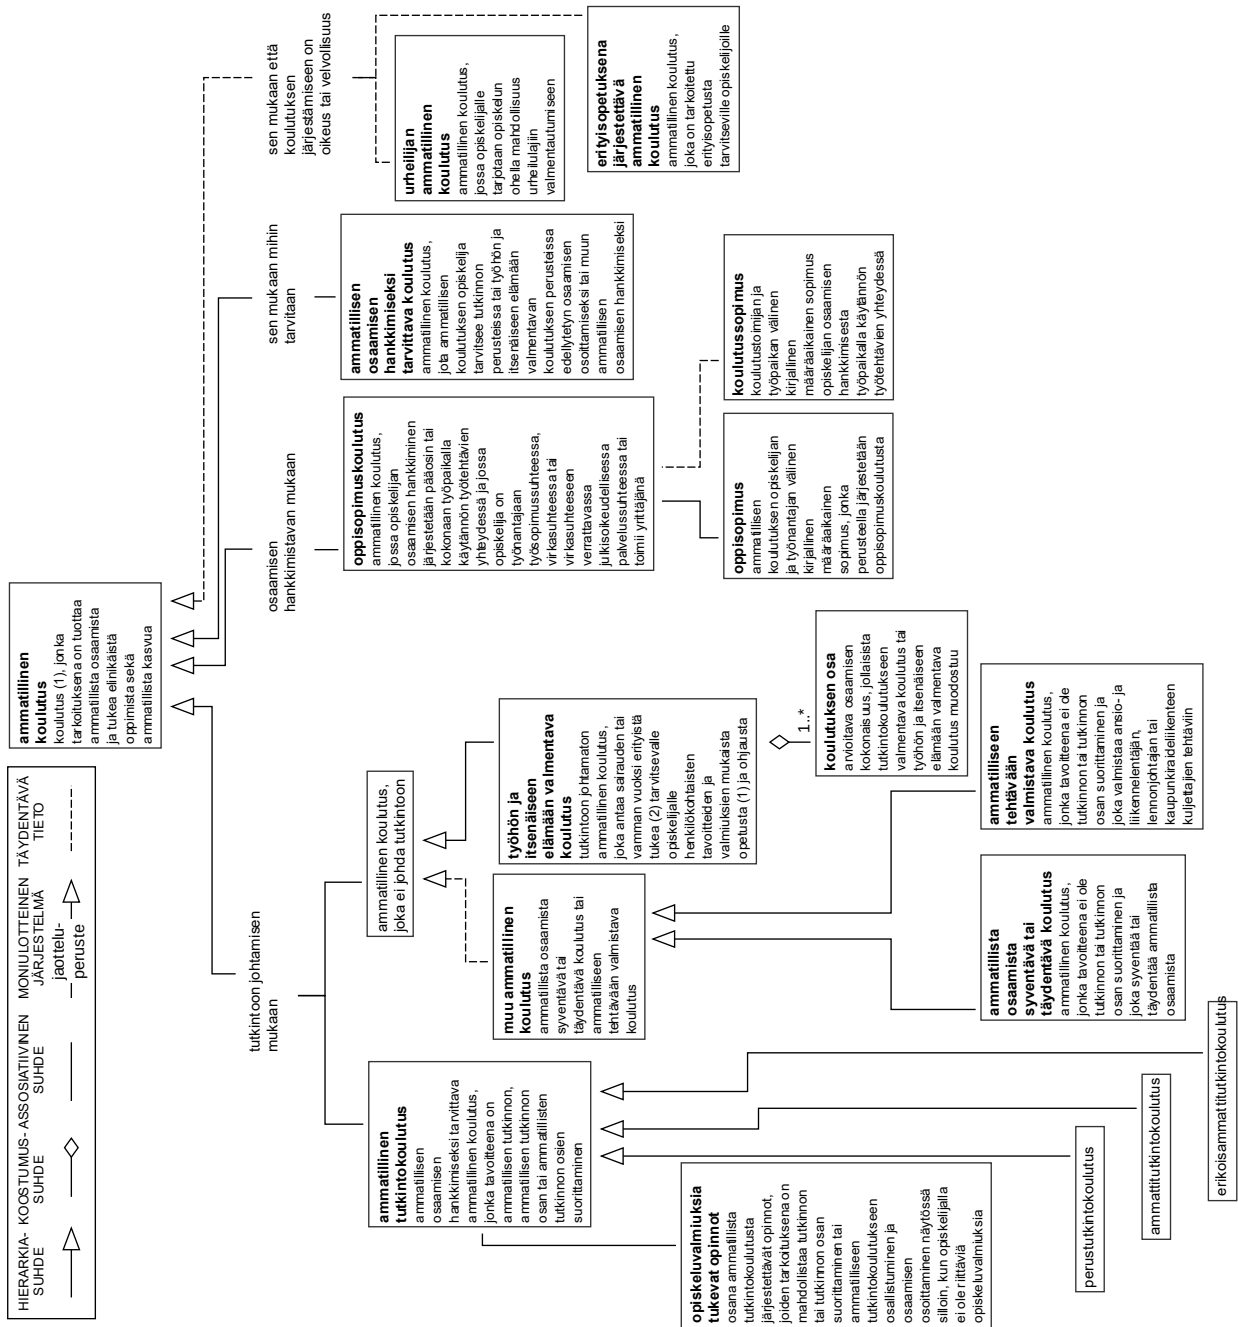 HIERARKIA- KOOSTUMUS- ASSOSIATIIVINEN MONIULOTTEINEN TÄYDENTÄVÄ
SUHDE SUHDE SUHDE JÄRJESTELMÄ TIETO
jaottelu-
peruste
ammatillinen
koulutus
koulutus (1), jonka
tarkoituksena on tuottaa
ammatillista osaamista
ja tukea elinikäistä
oppimista sekä
ammatillista kasvua
tutkintoon johtamisen
mukaan
osaamisen
hankkimistavan mukaan
sen mukaan mihin
tarvitaan
sen mukaan että
koulutuksen
järjestämiseen on
oikeus tai velvollisuus
ammatillinen
tutkintokoulutus
ammatillisen
osaamisen
hankkimiseksi tarvittava
ammatillinen koulutus,
jonka tavoitteena on
ammatillisen tutkinnon,
ammatillisen tutkinnon
osan tai ammatillisten
tutkinnon osien
suorittaminen
ammatillinen koulutus,
joka ei johda tutkintoon
oppisopimuskoulutus
ammatillinen koulutus,
jossa opiskelijan
osaamisen hankkiminen
järjestetään pääosin tai
kokonaan työpaikalla
käytännön työtehtävien
yhteydessä ja jossa
opiskelija on
työnantajaan
työsopimussuhteessa,
virkasuhteessa tai
virkasuhteeseen
verrattavassa
julkisoikeudellisessa
palvelussuhteessa tai
toimii yrittäjänä
ammatillisen
osaamisen
hankkimiseksi
tarvittava koulutus
ammatillinen koulutus,
jota ammatillisen
koulutuksen opiskelija
tarvitsee tutkinnon
perusteissa tai työhön ja
itsenäiseen elämään
valmentavan
koulutuksen perusteissa
edellytetyn osaamisen
osoittamiseksi tai muun
ammatillisen
osaamisen hankkimiseksi
urheilijan
ammatillinen
koulutus
ammatillinen koulutus,
jossa opiskelijalle
tarjotaan opiskelun
ohella mahdollisuus
urheilulajiin
valmentautumiseen
erityisopetuksena
järjestettävä
ammatillinen
koulutus
ammatillinen koulutus,
joka on tarkoitettu
erityisopetusta
tarvitseville opiskelijoille
muu ammatillinen
koulutus
ammatillista osaamista
syventävä tai
täydentävä koulutus tai
ammatilliseen
tehtävään valmistava
koulutus
työhön ja
itsenäiseen
elämään valmentava
koulutus
tutkintoon johtamaton
ammatillinen koulutus,
joka antaa sairauden tai
vamman vuoksi erityistä
tukea (2) tarvitsevalle
opiskelijalle
henkilökohtaisten
tavoitteiden ja
valmiuksien mukaista
opetusta (1) ja ohjausta
1..*
oppisopimus
ammatillisen
koulutuksen opiskelijan
ja työnantajan välinen
kirjallinen
määräaikainen
sopimus, jonka
perusteella järjestetään
oppisopimuskoulutusta
koulutussopimus
koulutustoimijan ja
työpaikan välinen
kirjallinen
määräaikainen sopimus
opiskelijan osaamisen
hankkimisesta
työpaikalla käytännön
työtehtävien yhteydessä
opiskeluvalmiuksia
tukevat opinnot
osana ammatillista
tutkintokoulutusta
järjestettävät opinnot,
joiden tarkoituksena on
mahdollistaa tutkinnon
tai tutkinnon osan
suorittaminen tai
ammatilliseen
tutkintokoulutukseen
osallistuminen ja
osaamisen
osoittaminen näytössä
silloin, kun opiskelijalla
ei ole riittäviä
opiskeluvalmiuksia
koulutuksen osa
arvioitava osaamisen
kokonaisuus, jollaisista
tutkintokoulutukseen
valmentava koulutus tai
työhön ja itsenäiseen
elämään valmentava
koulutus muodostuu
ammatillista
osaamista
syventävä tai
täydentävä koulutus
ammatillinen koulutus,
jonka tavoitteena ei ole
tutkinnon tai tutkinnon
osan suorittaminen ja
joka syventää tai
täydentää ammatillista
osaamista
ammatilliseen
tehtävään
valmistava koulutus
ammatillinen koulutus,
jonka tavoitteena ei ole
tutkinnon tai tutkinnon
osan suorittaminen ja
joka valmistaa ansio- ja
liikennelentäjän,
lennonjohtajan tai
kaupunkiraideliikenteen
kuljettajien tehtäviin
perustutkintokoulutus
ammattitutkintokoulutus
erikoisammattitutkintokoulutus